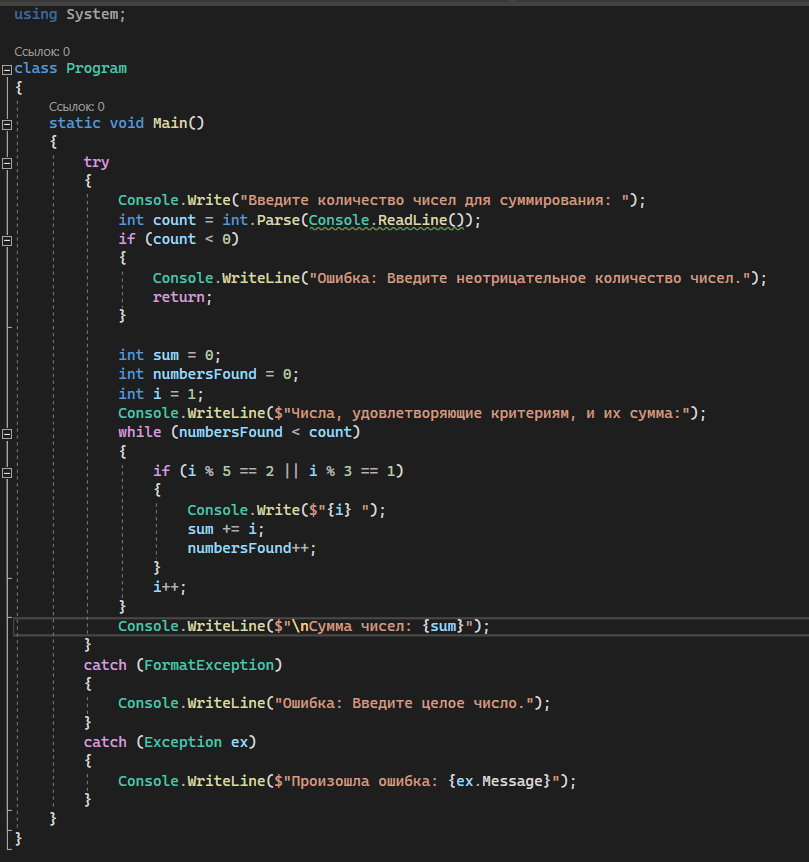 using System;
Ссылок: 0
class Program
{
Ссылок: 0
static void Main()
{
try
{
Console.Write("Введите количество чисел для суммирования: ");
int count = int.Parse(Console.ReadLine());
if (count < 0)
{
Console.WriteLine("Ошибка: Введите неотрицательное количество чисел.");
return;
}
int sum = 0;
int numbersFound = 0;
int i = 1;
Console.WriteLine($"Числа, удовлетворяющие критериям, и их сумма:");
while (numbersFound < count)
{
if (i % 5 == 2 || i % 3 == 1)
{
Console.Write($"{i} ");
sum += i;
numbersFound++;
}
i++;
}
Console.WriteLine($"\nСумма чисел: {sum}");
}
catch (FormatException)
{
Console.WriteLine("Ошибка: Введите целое число.");
}
catch (Exception ex)
{
Console.WriteLine($"Произошла ошибка: {ex.Message}");
}
}
}